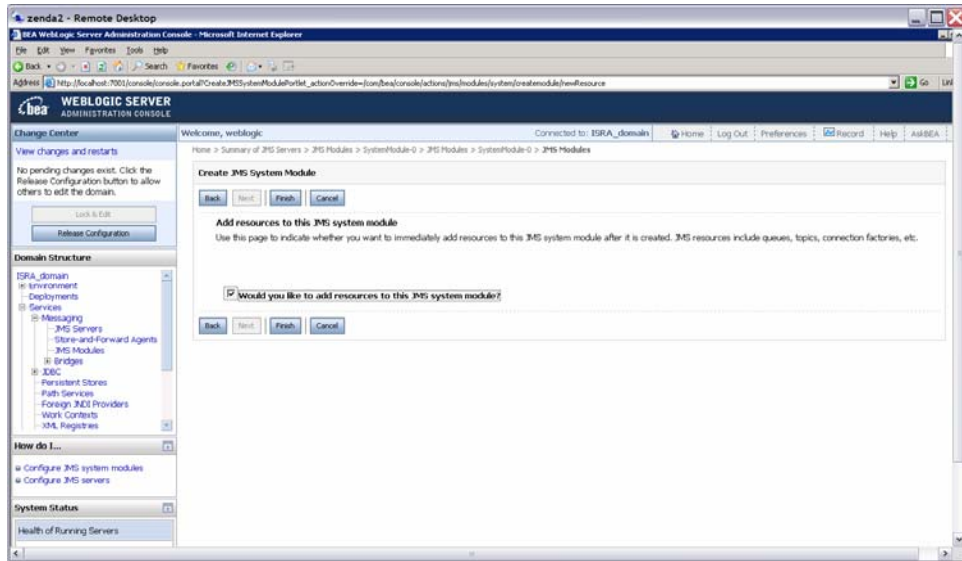 zenda2 - Remote Desktop
BEA WebLogic Server Administration Console - Microsoft Internet Explorer
File Edit View Favorites Tools Help
Back Search Favorites
Address http://localhost:7001/console/console.portal?CreateJMSSystemModulePortlet_actionOverride=/com/bea/console/actions/jms/modules/system/createmodule/newResource Go
bea WEBLOGIC SERVER
ADMINISTRATION CONSOLE
Change Center
Welcome, weblogic Connected to: ISRA_domain Home Log Out Preferences Record Help AskBEA
View changes and restarts
Home > Summary of JMS Servers > JMS Modules > SystemModule-0 > JMS Modules > SystemModule-0 > JMS Modules
No pending changes exist. Click the
Release Configuration button to allow
others to edit the domain.
Lock & Edit
Release Configuration
Create JMS System Module
Back Next Finish Cancel
Add resources to this JMS system module
Use this page to indicate whether you want to immediately add resources to this JMS system module after it is created. JMS resources include queues, topics, connection factories, etc.
Would you like to add resources to this JMS system module?
Back Next Finish Cancel
Domain Structure
ISRA_domain
Environment
Deployments
Services
Messaging
JMS Servers
Store-and-Forward Agents
JMS Modules
Bridges
JDBC
Persistent Stores
Path Services
Foreign JNDI Providers
Work Contexts
XML Registries
How do I...
Configure JMS system modules
Configure JMS servers
System Status
Health of Running Servers